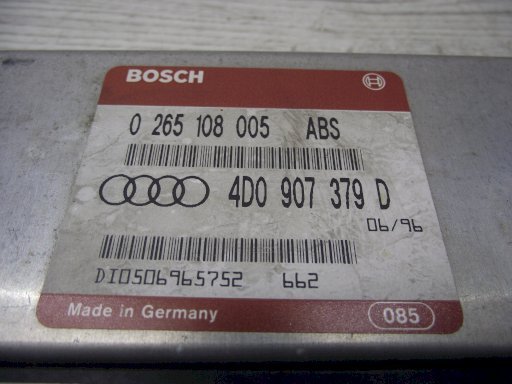 BOSCH
0 265 108 005 ABS
4D0 907 379 D
06/96
DI0506965752 662
Made in Germany 085